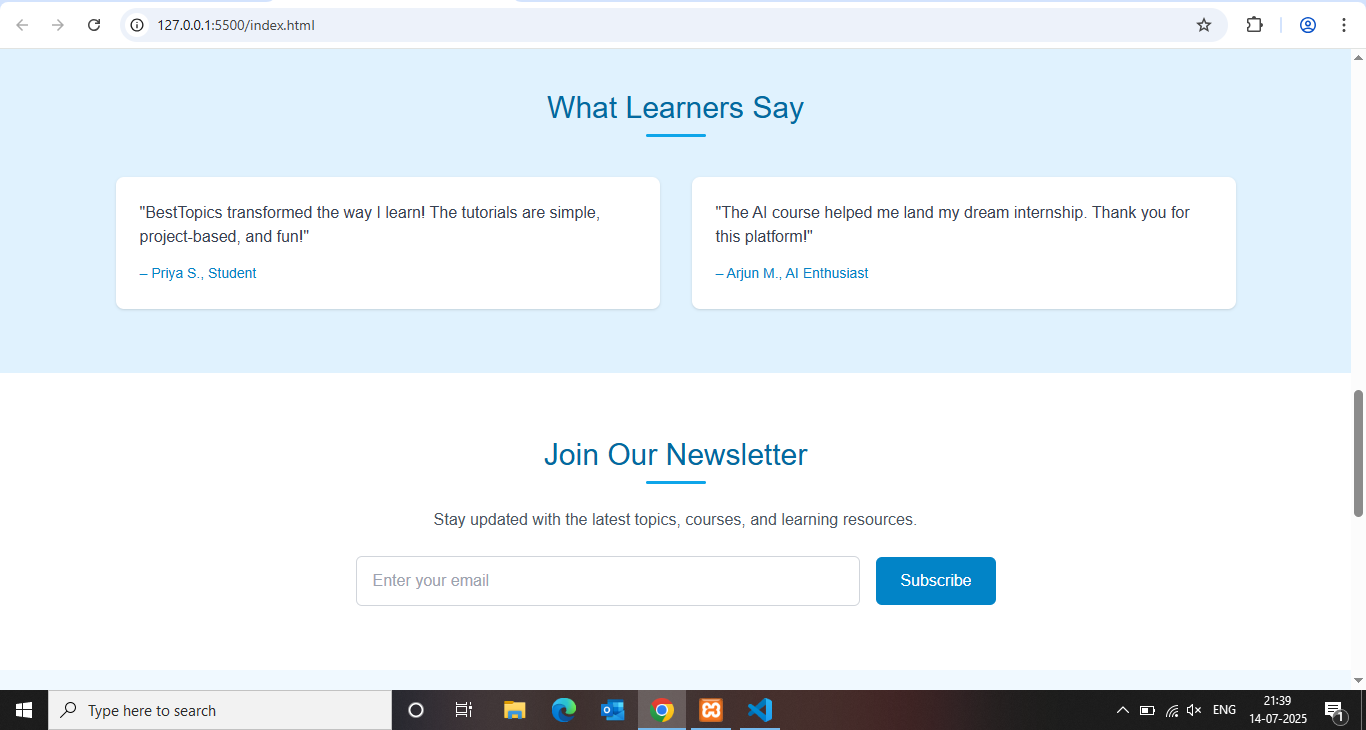 127.0.0.1:5500/index.html
What Learners Say
"BestTopics transformed the way I learn! The tutorials are simple,
project-based, and fun!"
– Priya S., Student
"The AI course helped me land my dream internship. Thank you for
this platform!"
– Arjun M., AI Enthusiast
Join Our Newsletter
Stay updated with the latest topics, courses, and learning resources.
Enter your email
Subscribe
Type here to search
ENG
21:39
14-07-2025
1